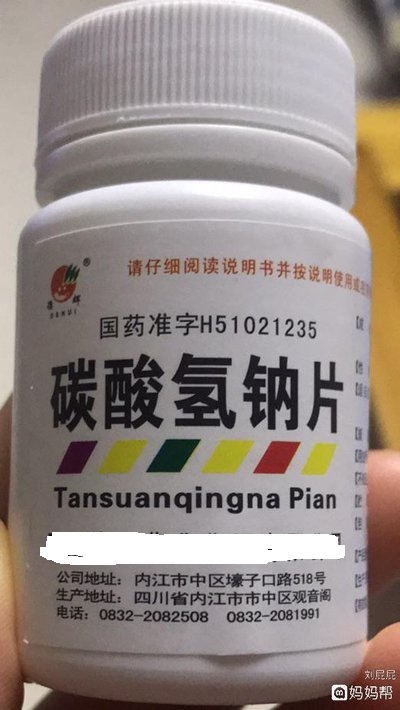 请仔细阅读说明书并按说明使用或
DEHUI
国药准字H51021235
碳酸氢钠片
Tansuanqingna Pian
公司地址：内江市中区壕子口路518号
生产地址：四川省内江市市中区观音阁
电话：0832-2082508 0832-2081991
刘屁屁
妈妈帮